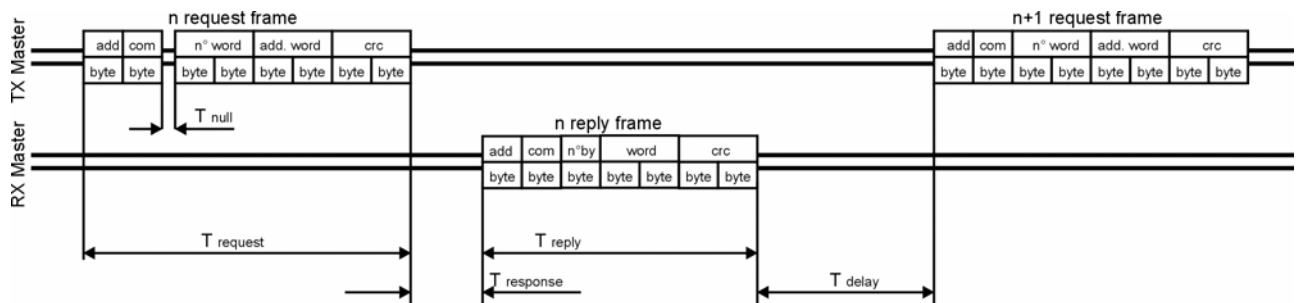 n request frame
n+1 request frame
TX Master
add com n° word add. word crc
add com n° word add. word crc
byte byte byte byte byte byte byte byte
byte byte byte byte byte byte byte byte
T null
n reply frame
RX Master
add com n°by word crc
byte byte byte byte byte byte byte
T request
T reply
T response
T delay